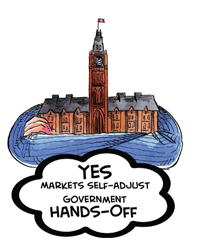 YES
MARKETS SELF-ADJUST
GOVERNMENT
HANDS-OFF